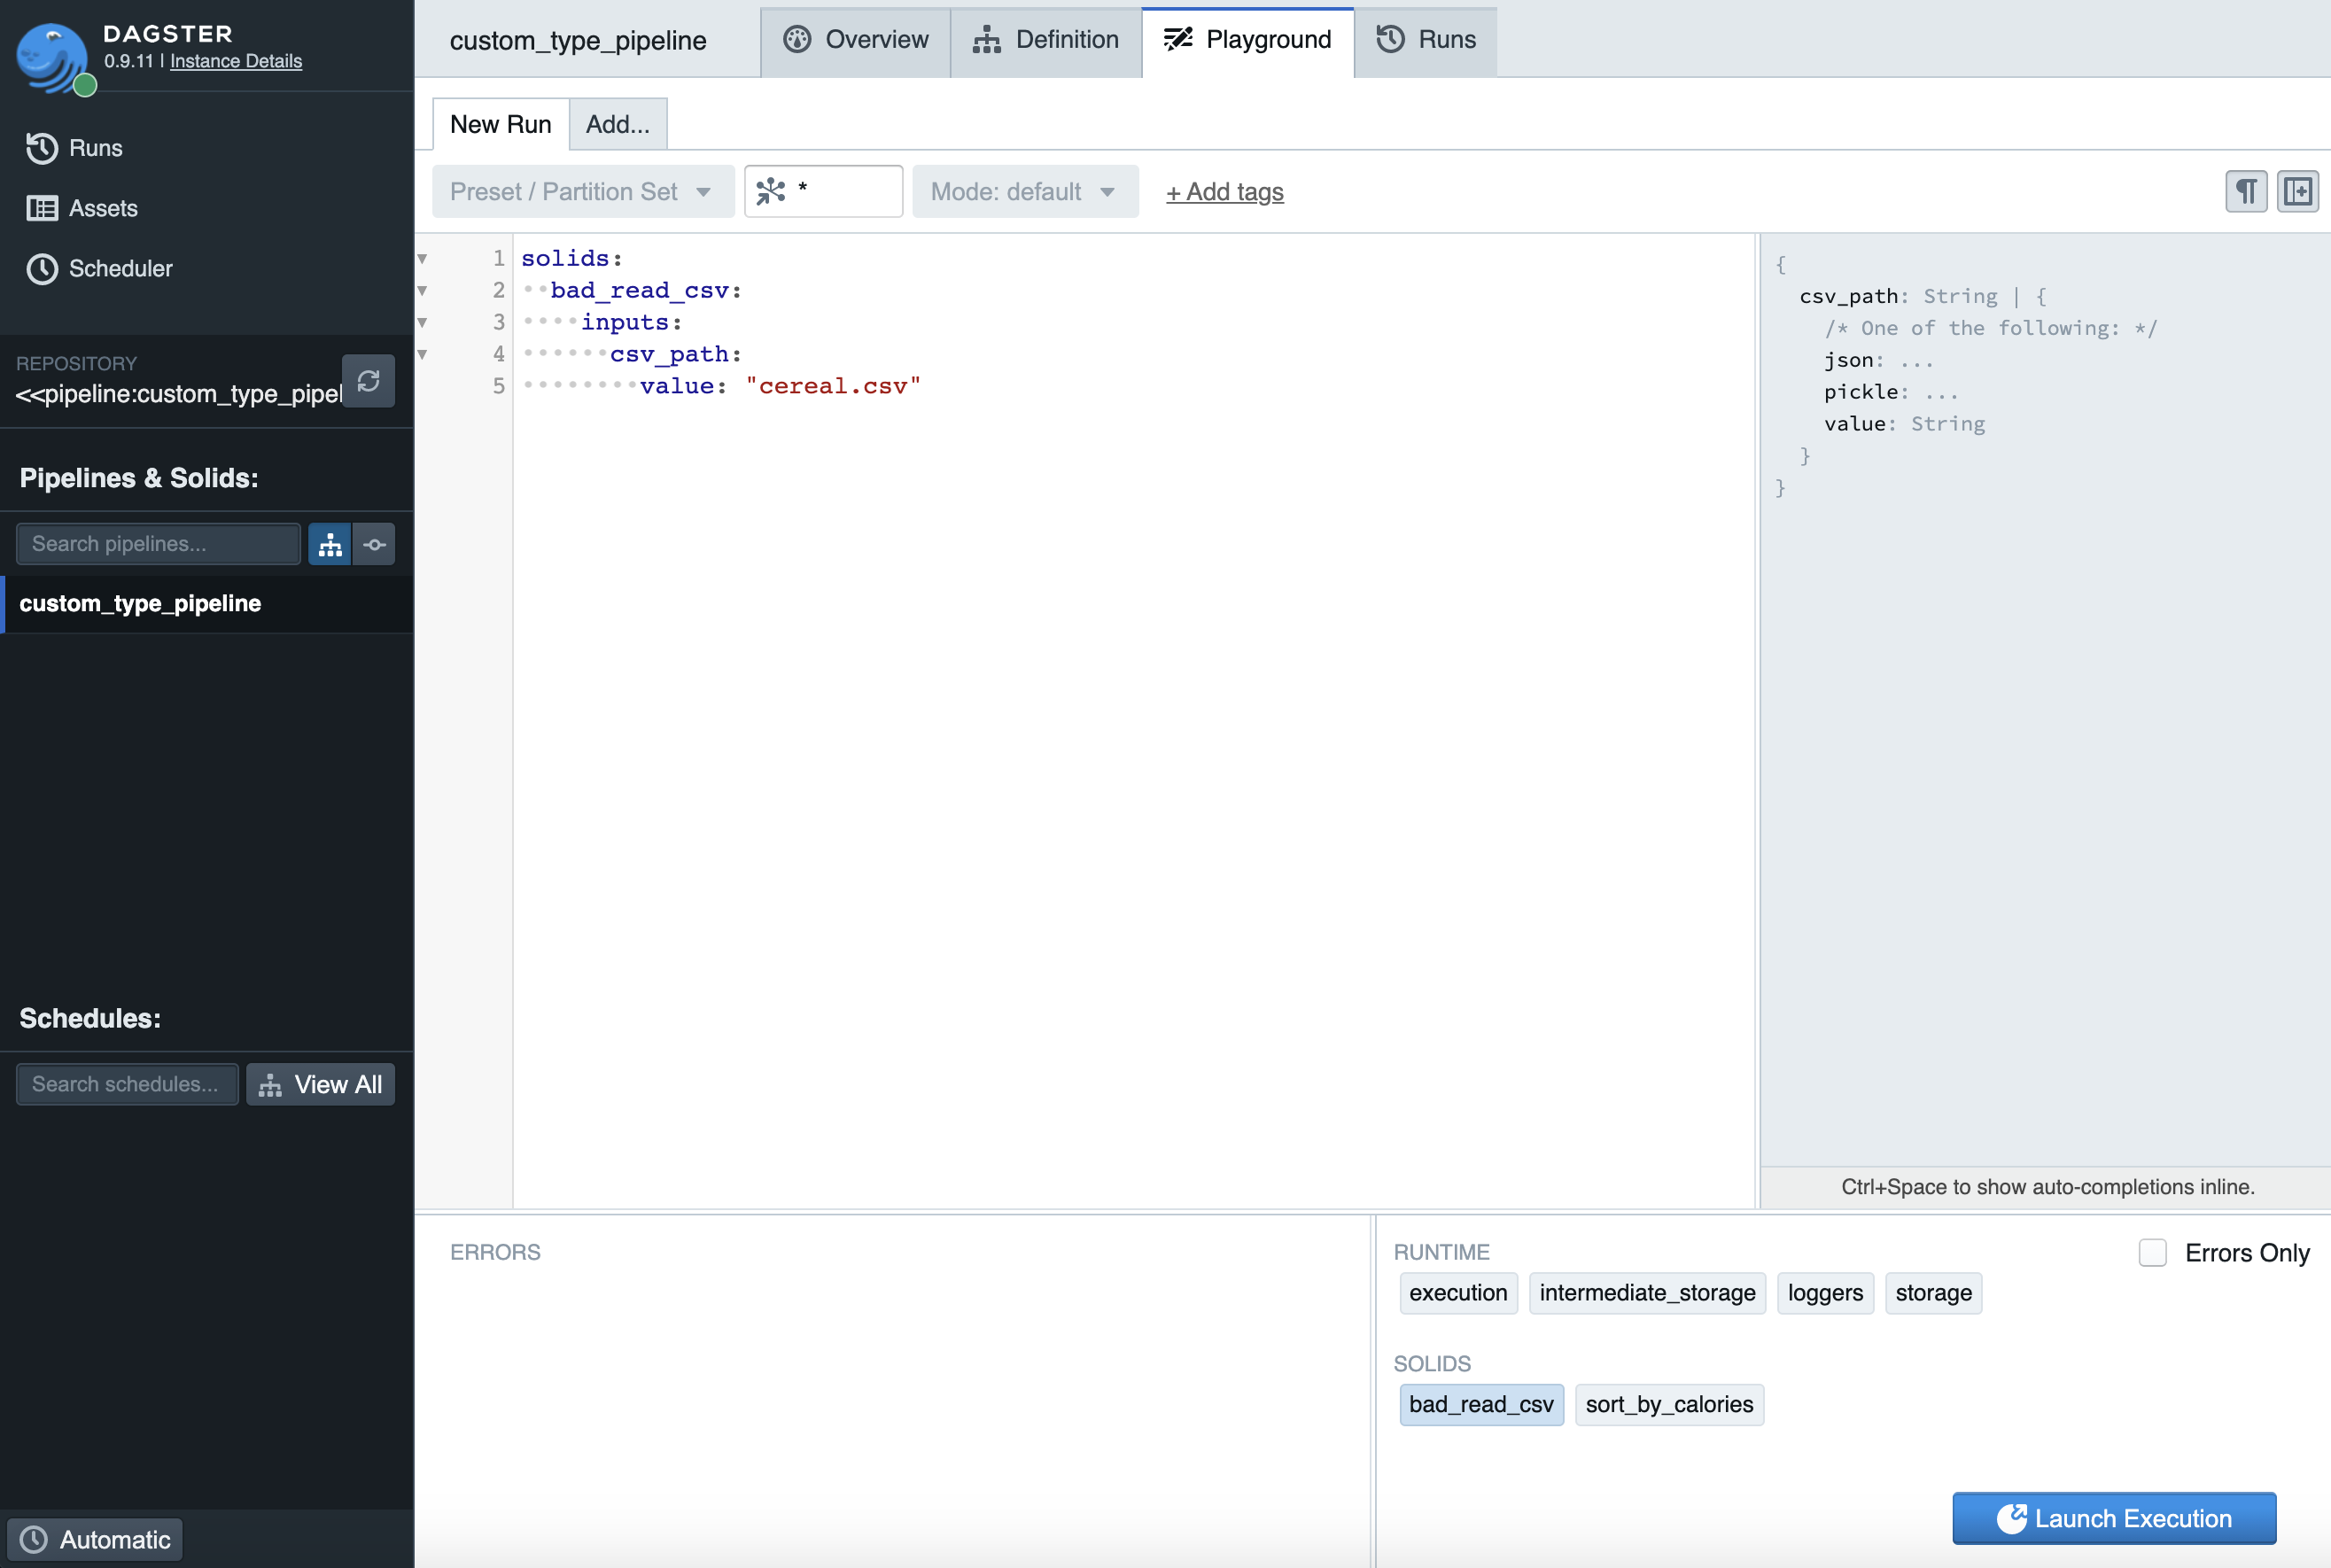 DAGSTER
0.9.11 | Instance Details
Runs
Assets
Scheduler
REPOSITORY
<<pipeline:custom_type_pipel
Pipelines & Solids:
Search pipelines...
custom_type_pipeline
Schedules:
Search schedules...
View All
Automatic
custom_type_pipeline
Overview
Definition
Playground
Runs
New Run
Add...
Preset / Partition Set
*
Mode: default
+ Add tags
1 solids:
2 bad_read_csv:
3 inputs:
4 csv_path:
5 value: "cereal.csv"
{
csv_path: String | {
/* One of the following: */
json: ...
pickle: ...
value: String
}
}
Ctrl+Space to show auto-completions inline.
ERRORS
RUNTIME
Errors Only
execution
intermediate_storage
loggers
storage
SOLIDS
bad_read_csv
sort_by_calories
Launch Execution